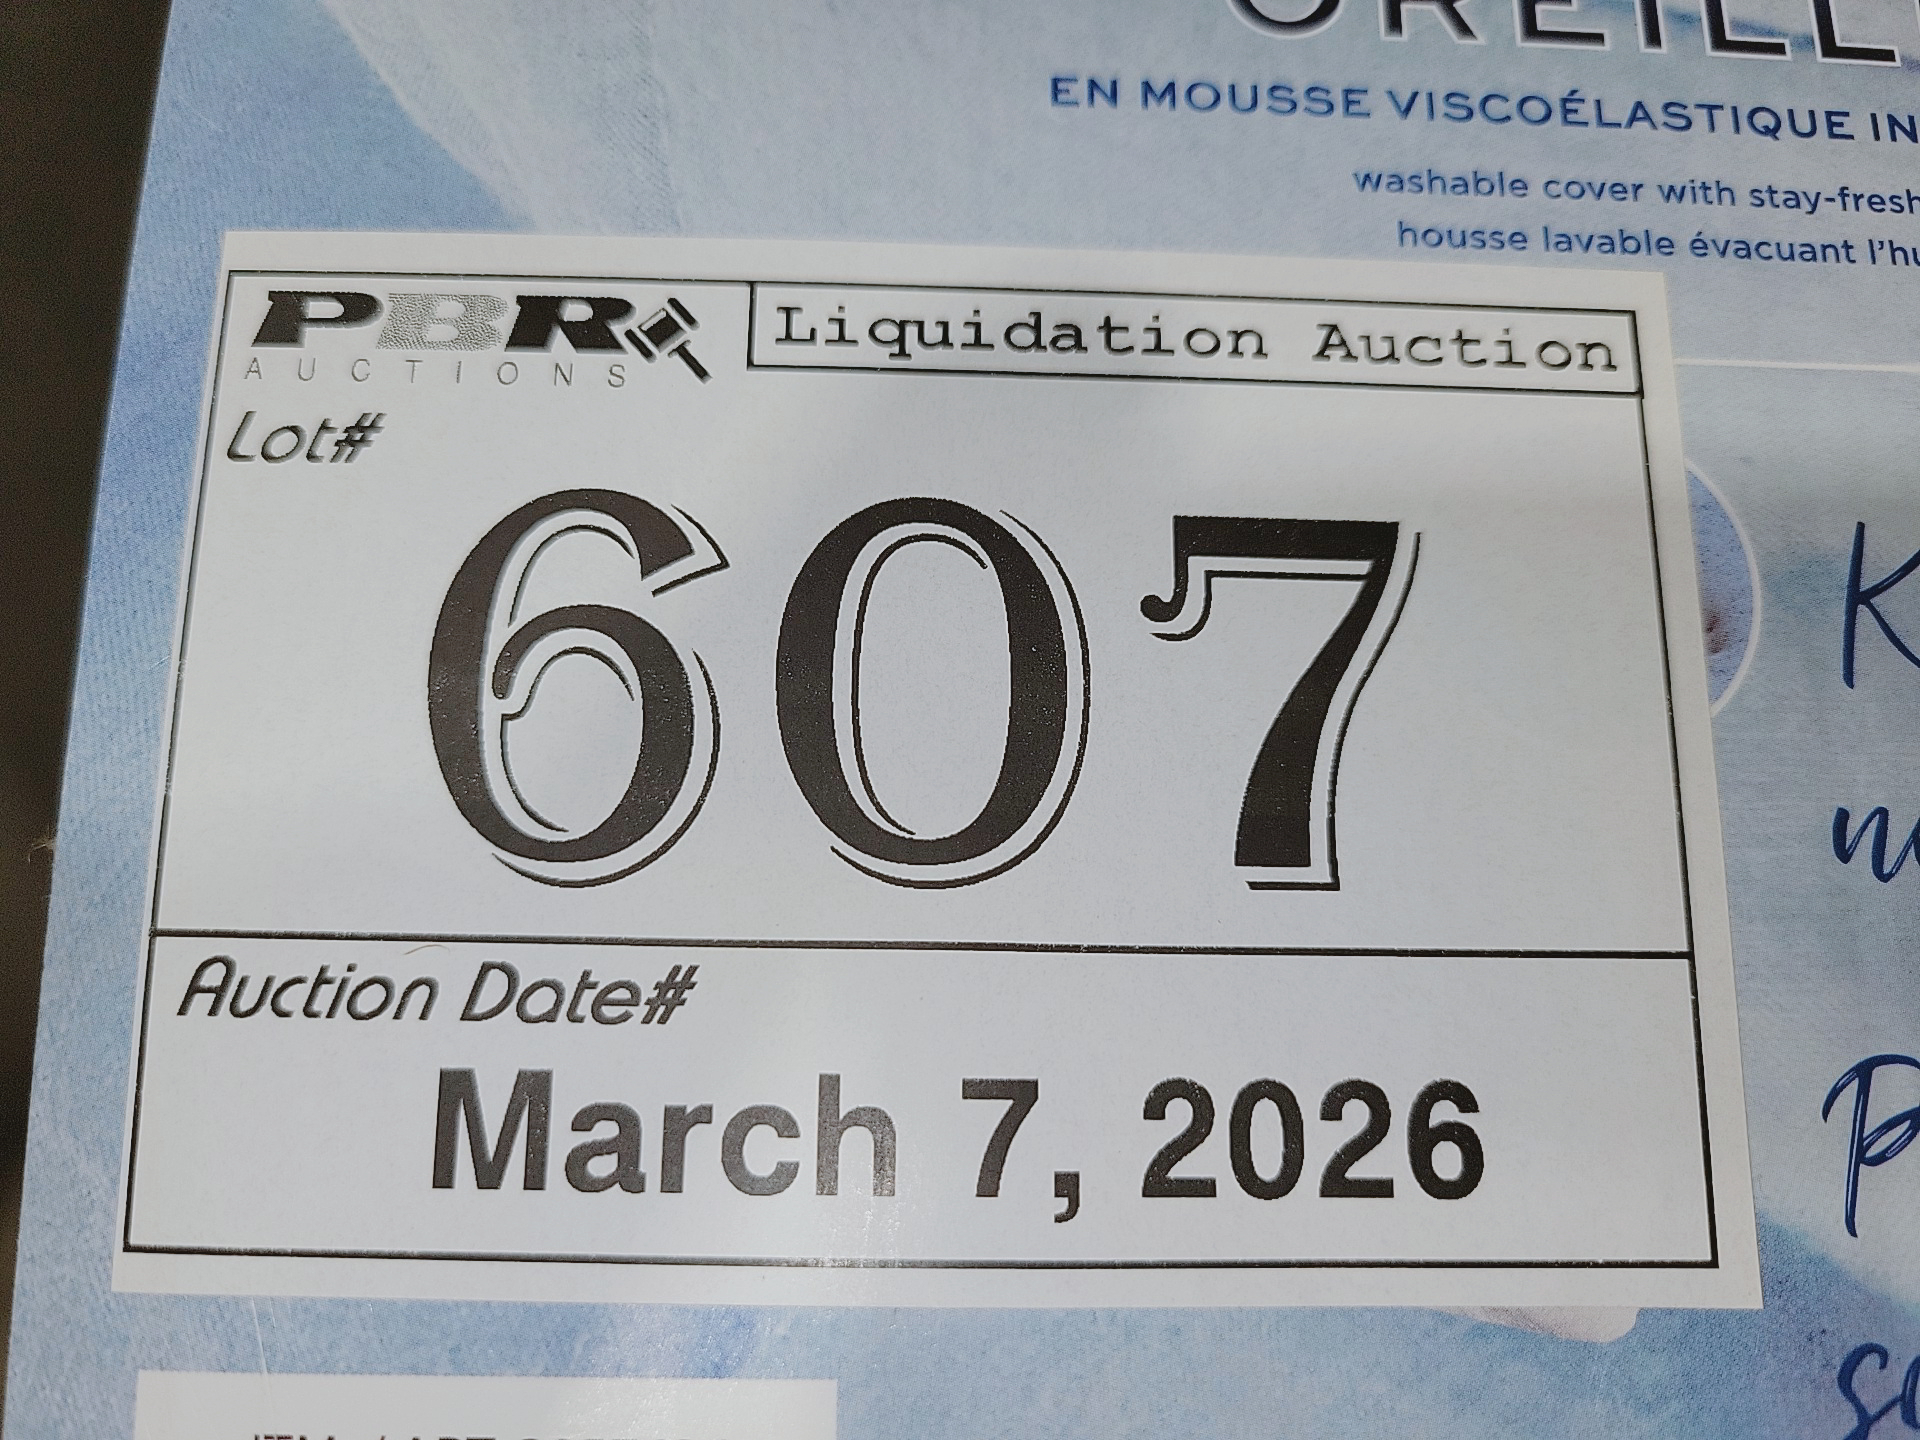 EN MOUSSE VISCOÉLASTIQUE
washable cover with stay-fresh
housse lavable évacuant
PBR
AUCTIONS
Liquidation Auction
Lot#
607
Auction Date#
March 7, 2026